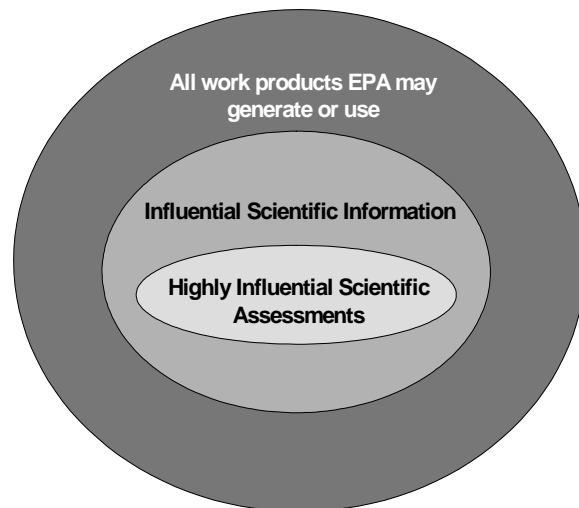 All work products EPA may
generate or use
Influential Scientific Information
Highly Influential Scientific
Assessments